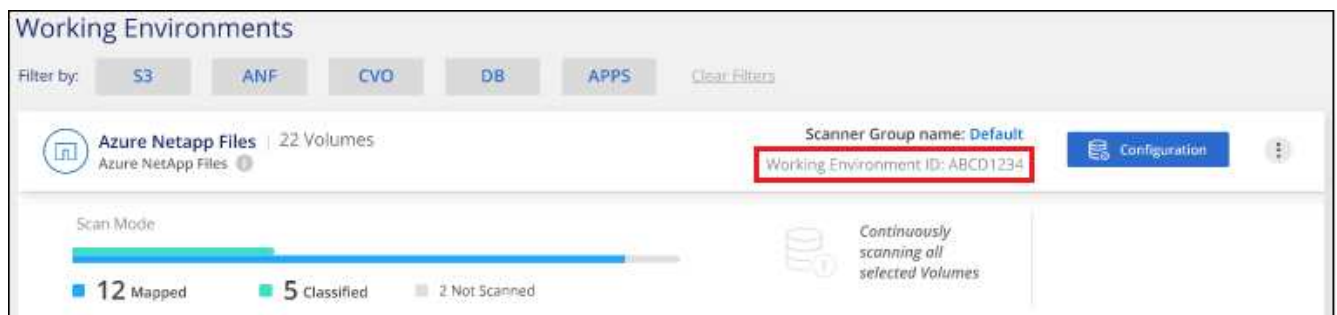 Working Environments
Filter by: S3 ANF CVO DB APPS Clear Filters
Azure Netapp Files | 22 Volumes
Azure NetApp Files
Scanner Group name: Default
Working Environment ID: ABCD1234
Configuration
Scan Mode
12 Mapped 5 Classified 2 Not Scanned
Continuously
scanning all
selected Volumes